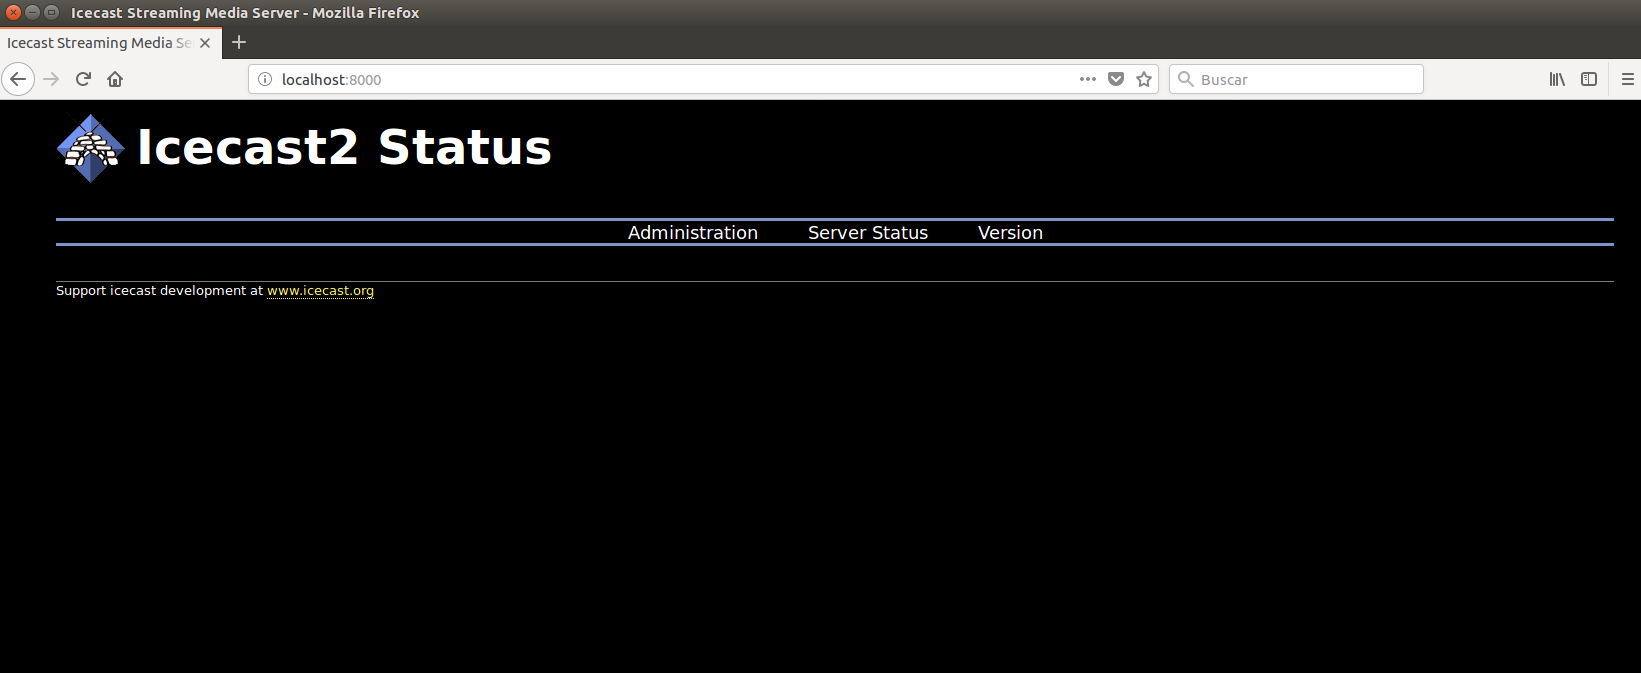 Icecast Streaming Media Server - Mozilla Firefox
Icecast Streaming Media Se
localhost:8000
Buscar
Icecast2 Status
Administration Server Status Version
Support icecast development at www.icecast.org